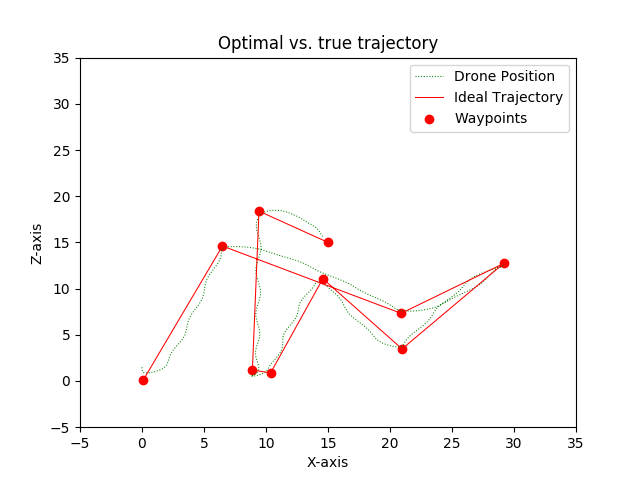 Optimal vs. true trajectory
Drone Position
Ideal Trajectory
Waypoints
35
30
25
20
15
10
5
0
−5
Z-axis
−5 0 5 10 15 20 25 30 35
X-axis